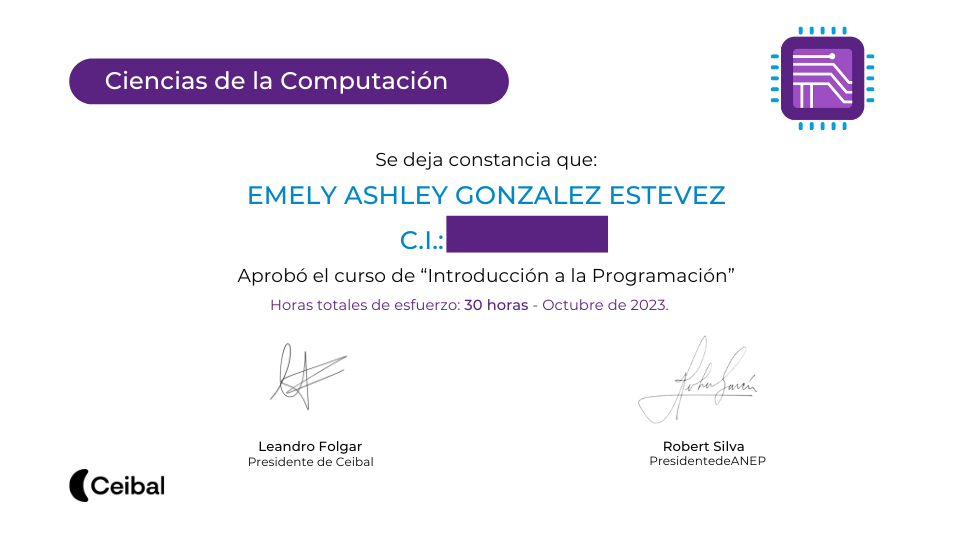 Ciencias de la Computación
Se deja constancia que:
EMELY ASHLEY GONZALEZ ESTEVEZ
C.I.:
Aprobó el curso de “Introducción a la Programación”
Horas totales de esfuerzo: 30 horas - Octubre de 2023.
Leandro Folgar
Presidente de Ceibal
Robert Silva
PresidentedeANEP
Ceibal